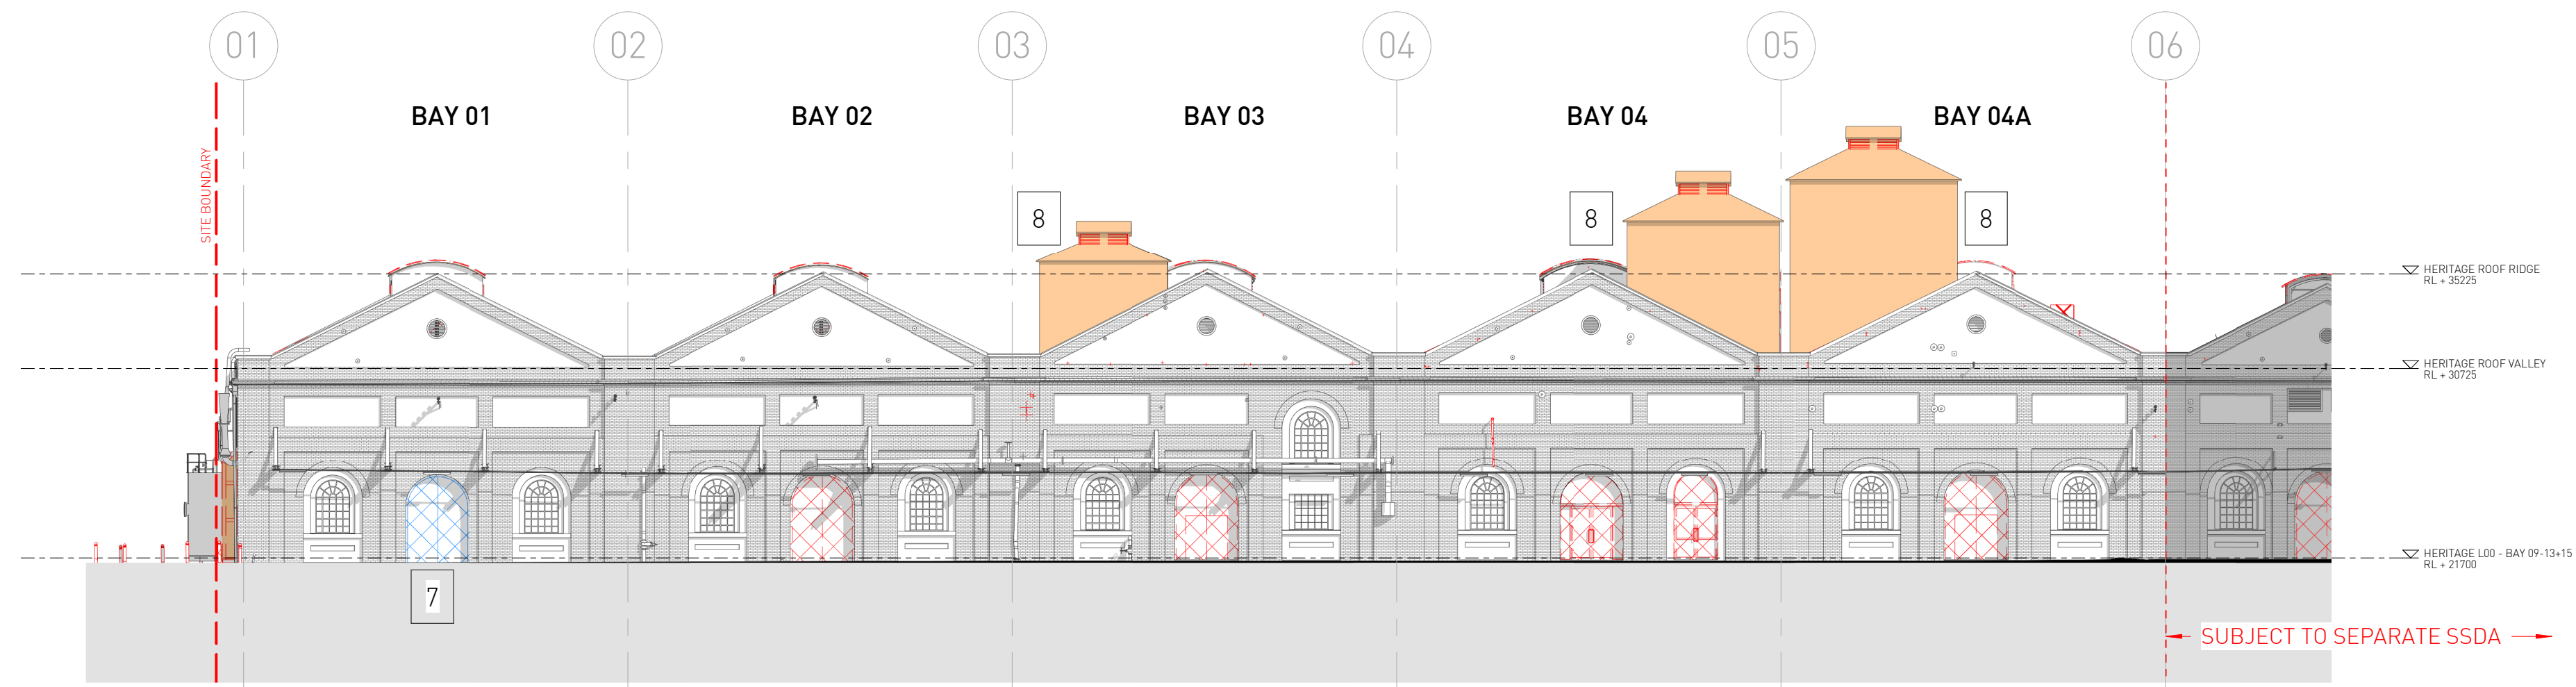 01 02 03 04 05 06
BAY 01 BAY 02 BAY 03 BAY 04 BAY 04A
SITE BOUNDARY
8 8 8
HERITAGE ROOF RIDGE
RL + 35225
HERITAGE ROOF VALLEY
RL + 30725
HERITAGE L00 - BAY 09-13+15
RL + 21700
7
SUBJECT TO SEPARATE SSDA